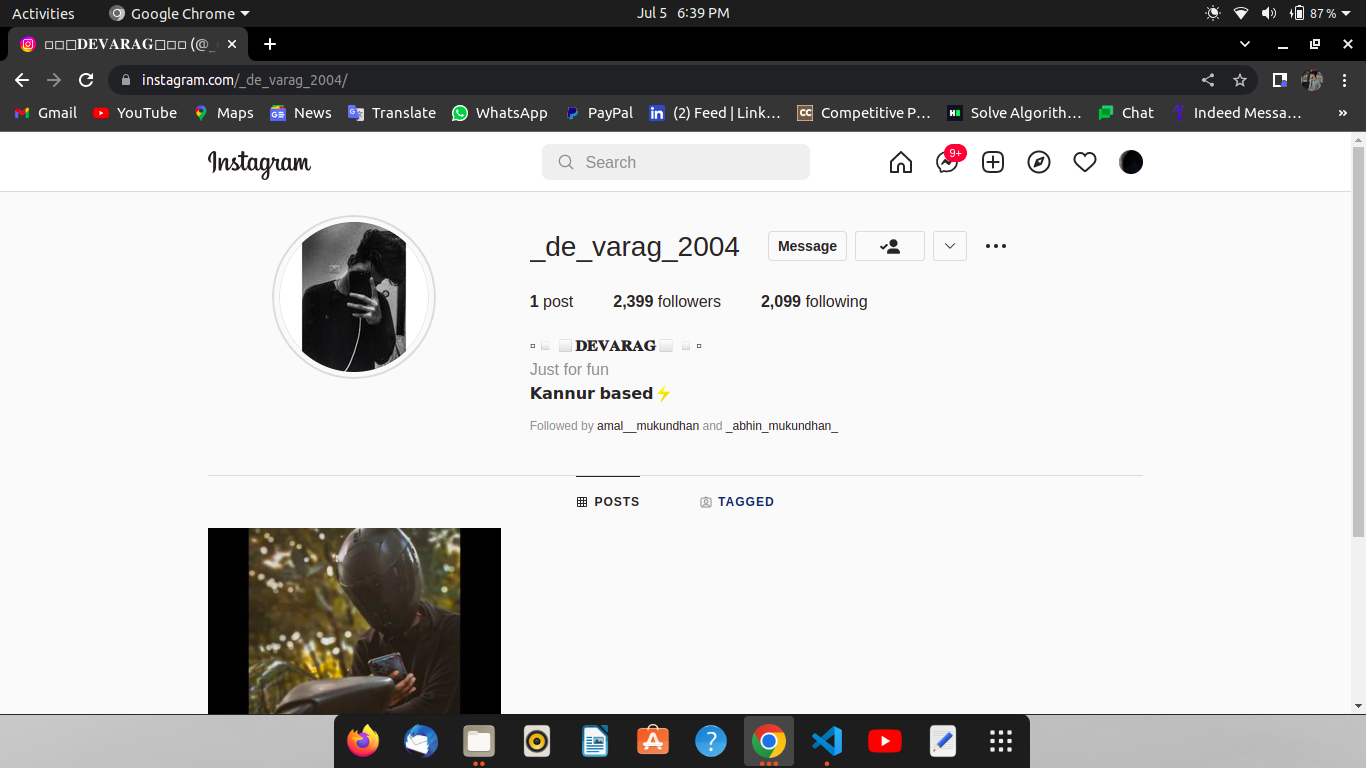 Activities
Google Chrome
Jul 5 6:39 PM
87 %
▫▫▫𝐃𝐄𝐕𝐀𝐑𝐀𝐆▫▫▫ (@_
instagram.com/_de_varag_2004/
Gmail
YouTube
Maps
News
Translate
WhatsApp
PayPal
(2) Feed | Link…
Competitive P…
Solve Algorith…
Chat
Indeed Messa…
»
Instagram
Search
9+
_de_varag_2004
Message
1 post
2,399 followers
2,099 following
▫️◽◻️𝐃𝐄𝐕𝐀𝐑𝐀𝐆◻️◽▫️
Just for fun
Kannur based⚡
Followed by amal__mukundhan and _abhin_mukundhan_
POSTS
TAGGED